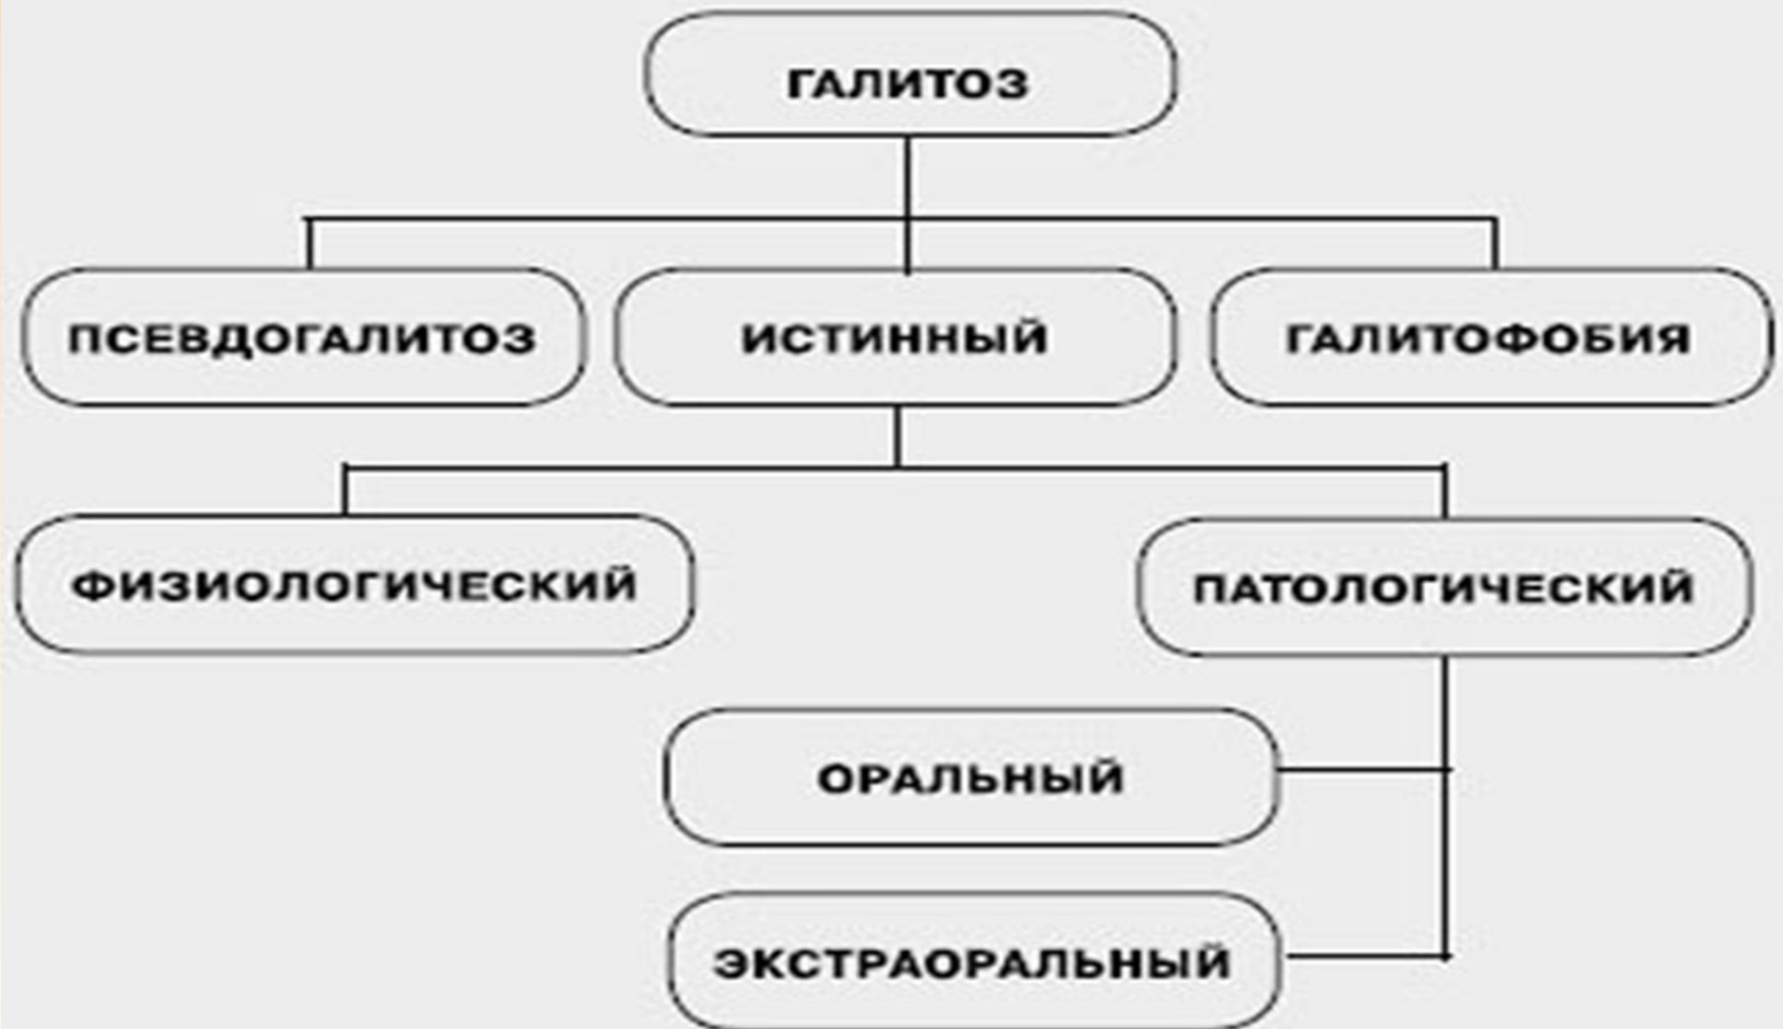 ГАЛИТОЗ
ПСЕВДОГАЛИТОЗ
ИСТИННЫЙ
ГАЛИТОФОБИЯ
ФИЗИОЛОГИЧЕСКИЙ
ПАТОЛОГИЧЕСКИЙ
ОРАЛЬНЫЙ
ЭКСТРАОРАЛЬНЫЙ